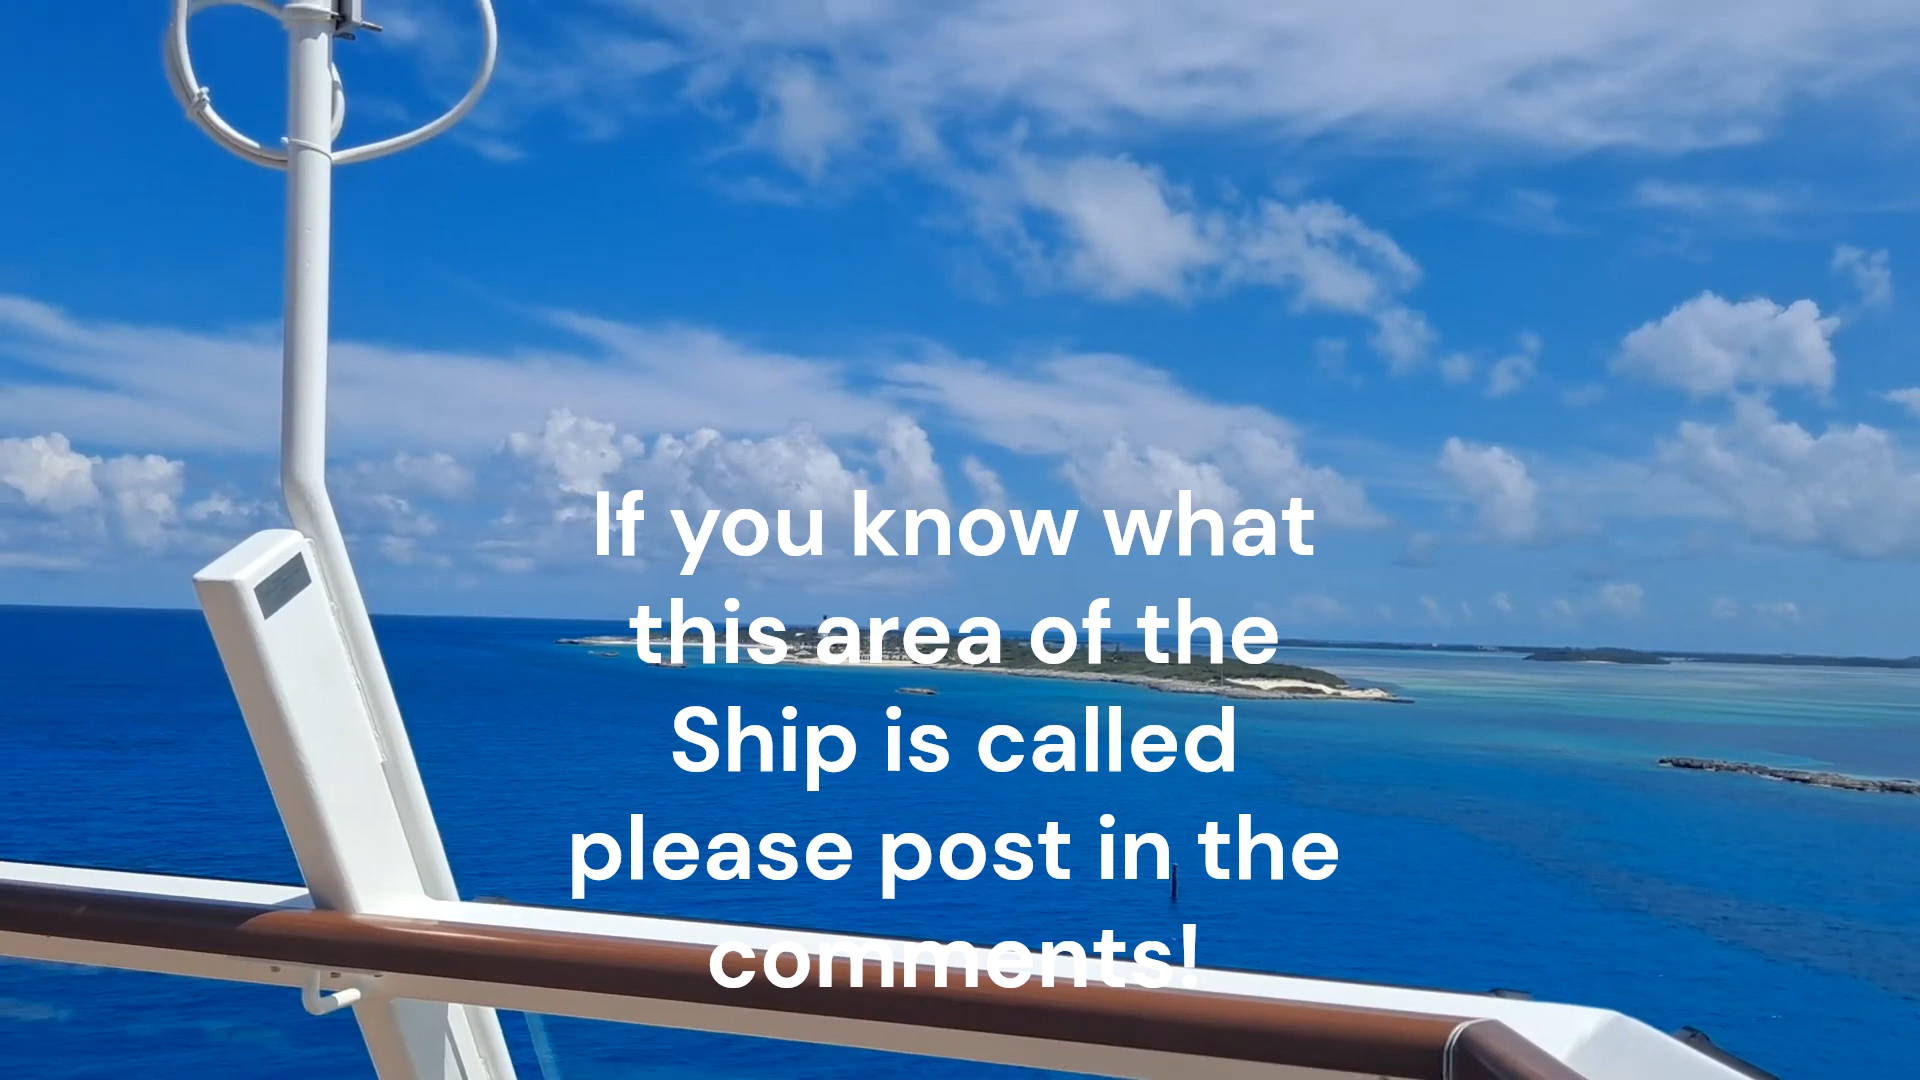 If you know what
this area of the
Ship is called
please post in the
comments!